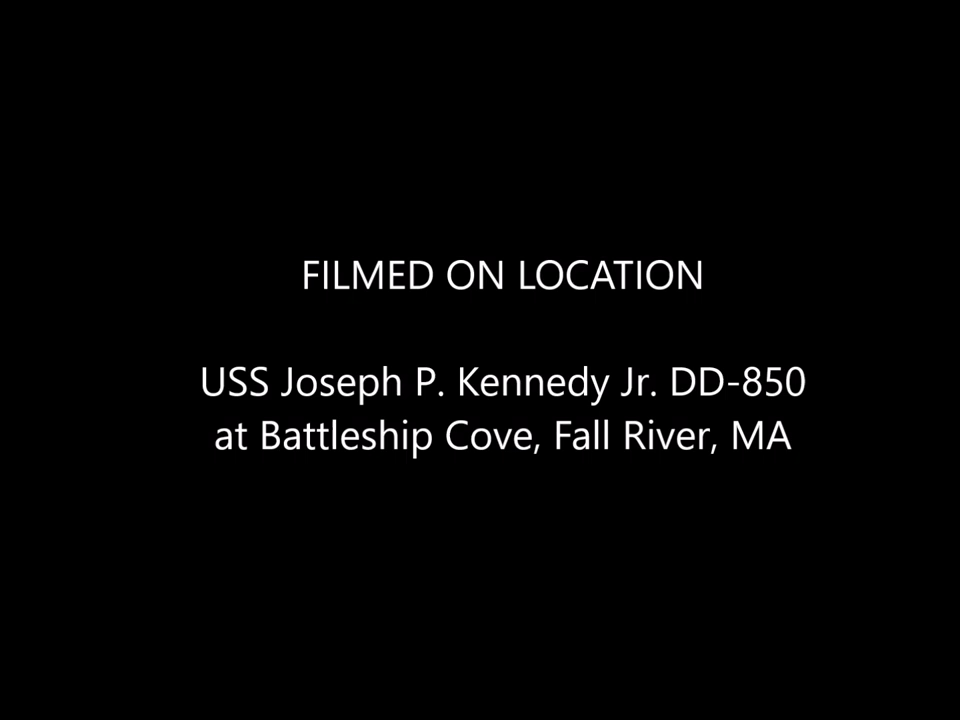 FILMED ON LOCATION
USS Joseph P. Kennedy Jr. DD-850
at Battleship Cove, Fall River, MA